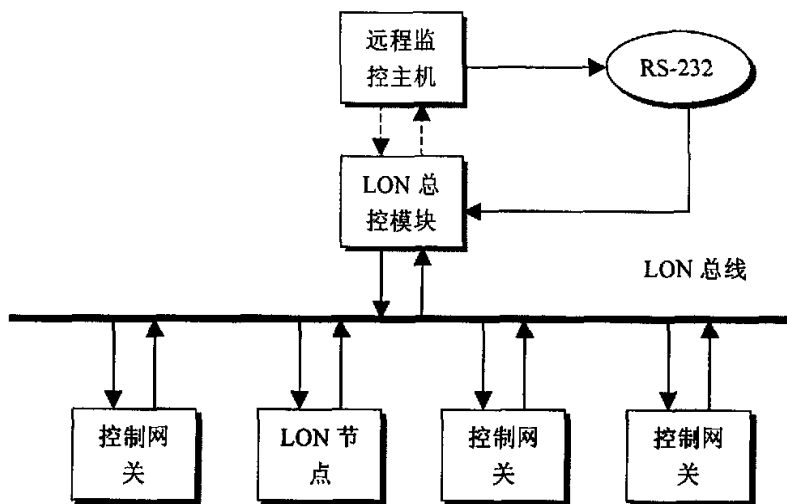 远程监
控主机
RS-232
LON 总
控模块
LON 总线
控制网
关
LON 节
点
控制网
关
控制网
关